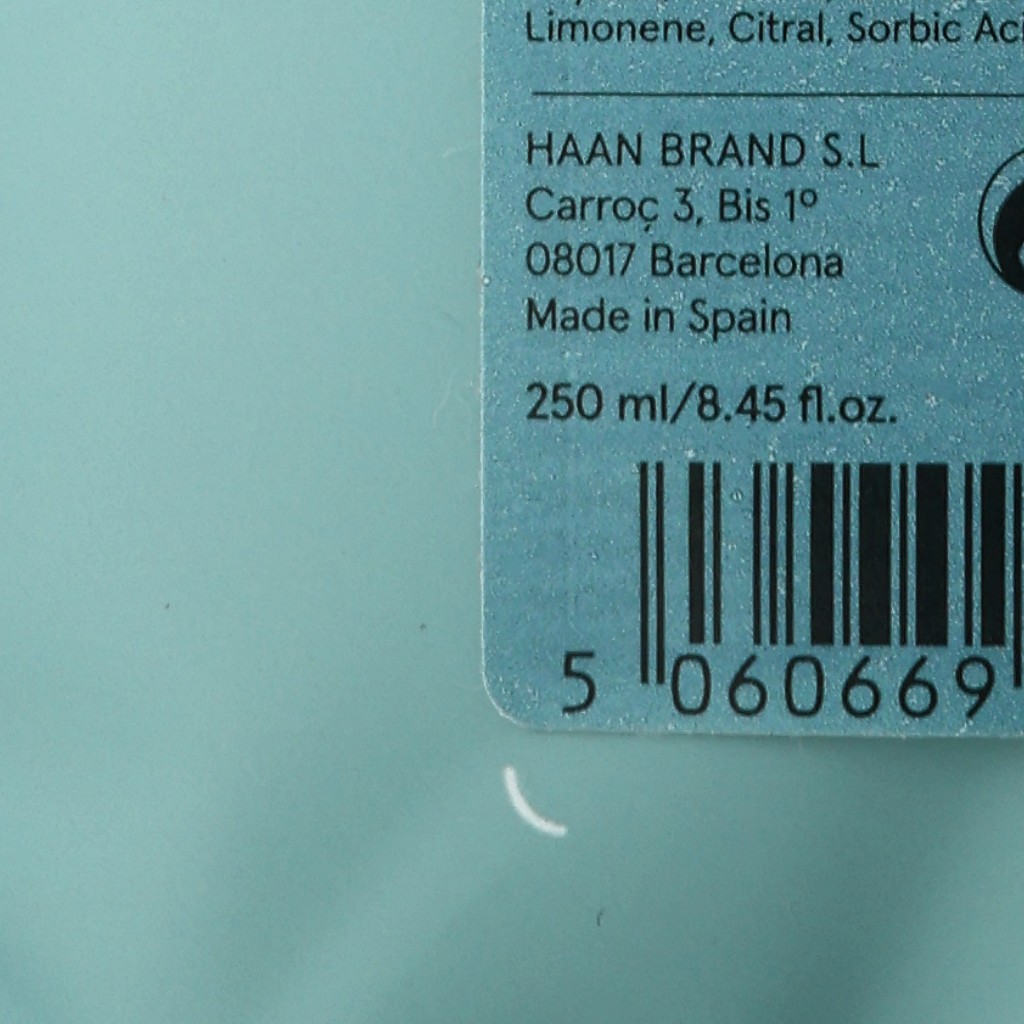 Limonene, Citral, Sorbic
HAAN BRAND S.L
Carroç 3, Bis 1º
08017 Barcelona
Made in Spain
250 ml/8.45 fl.oz.
5 060669